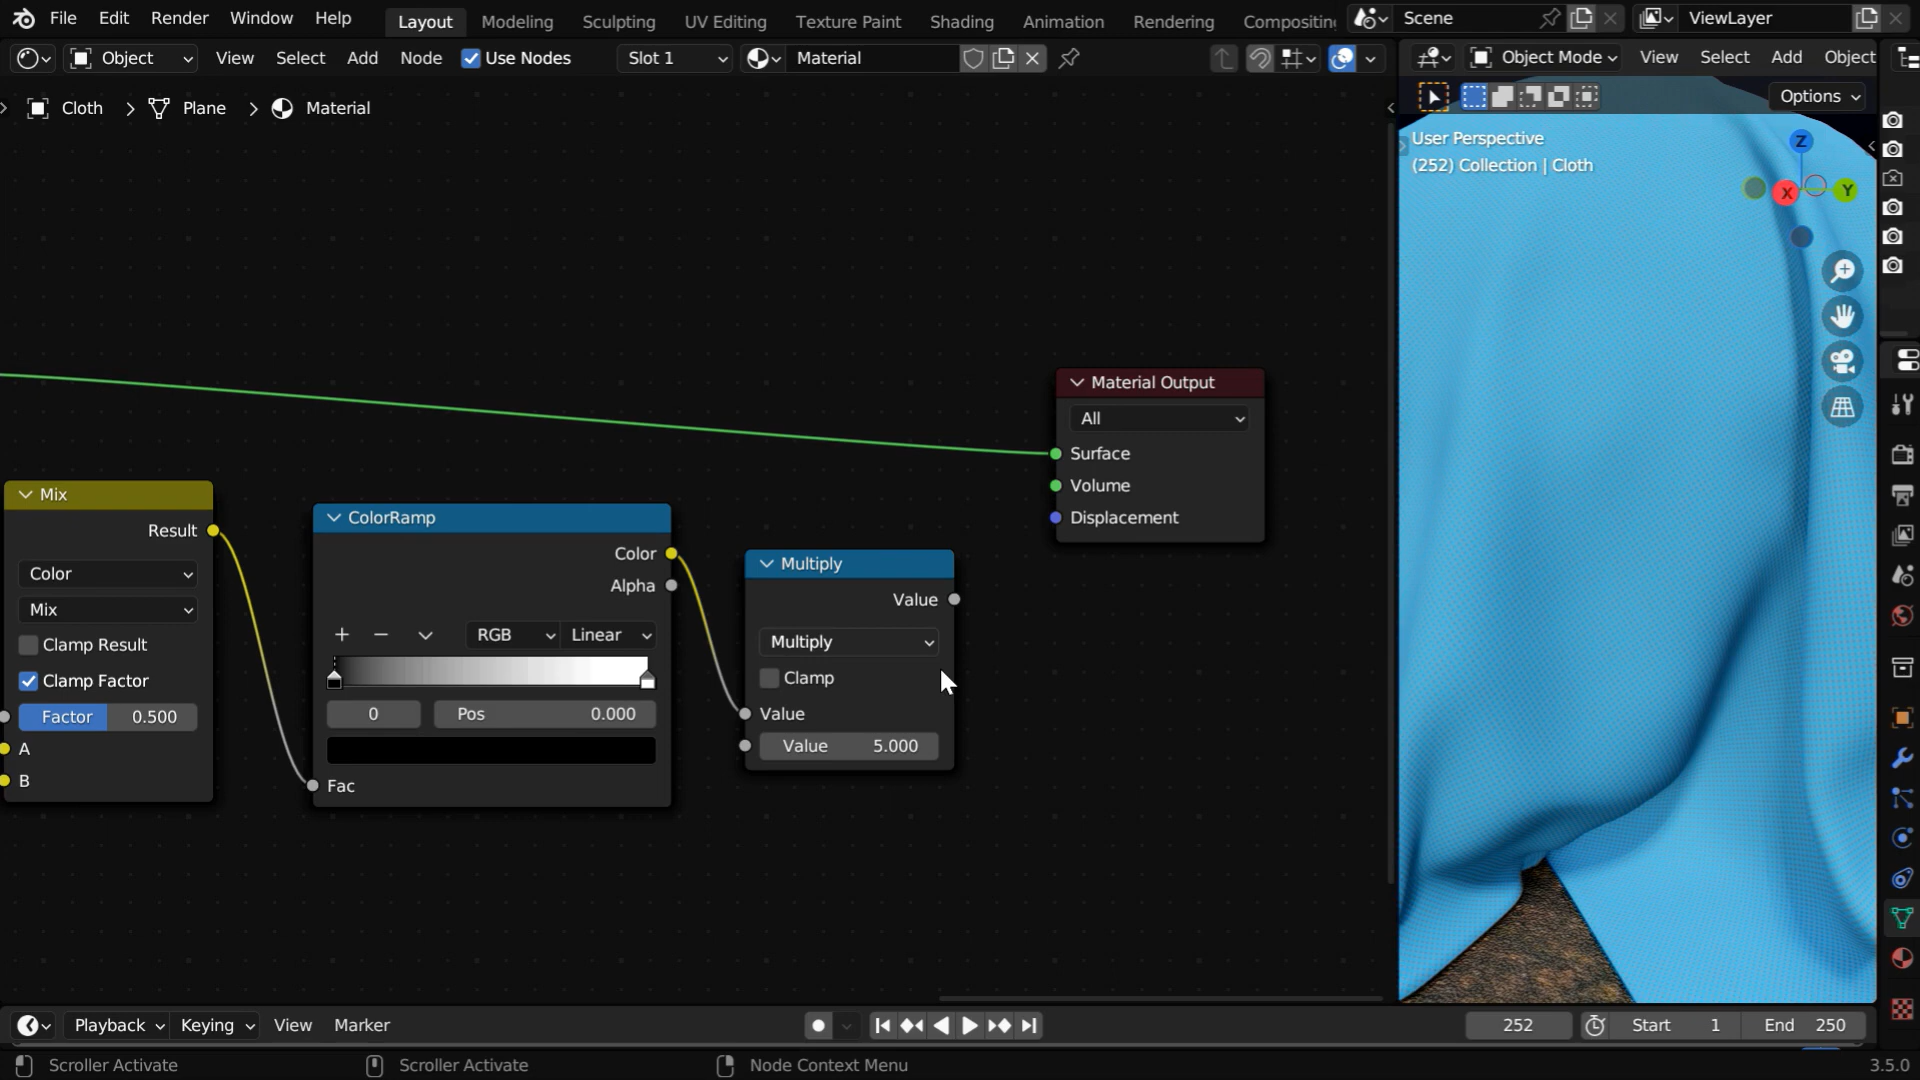 File Edit Render Window Help Layout Modeling Sculpting UV Editing Texture Paint Shading Animation Rendering Compositin Scene ViewLayer
Object View Select Add Node Use Nodes Slot 1 Material Object Mode View Select Add Object
Cloth > Plane > Material
Options
User Perspective
(252) Collection | Cloth
Z
X
Y
Material Output
All
Surface
Volume
Displacement
Mix
Result
Color
Mix
Clamp Result
Clamp Factor
Factor 0.500
A
B
ColorRamp
Color
Alpha
RGB Linear
0 Pos 0.000
Fac
Multiply
Value
Multiply
Clamp
Value
Value 5.000
Playback Keying View Marker 252 Start 1 End 250
Scroller Activate Scroller Activate Node Context Menu 3.5.0